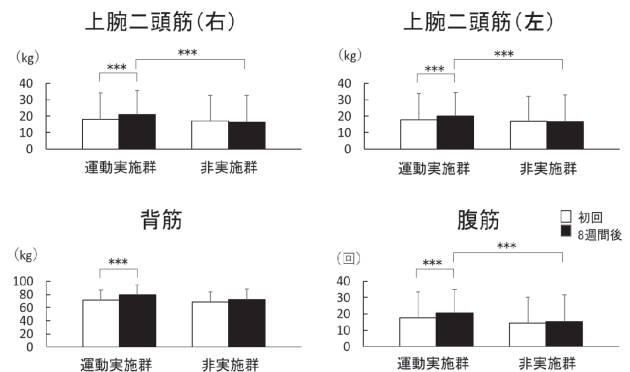 上腕二頭筋（右）
（kg）
***
***
40
30
20
10
0
運動実施群 非実施群
上腕二頭筋（左）
（kg）
***
***
40
30
20
10
0
運動実施群 非実施群
背筋
（kg）
***
100
80
60
40
20
0
運動実施群 非実施群
腹筋
初回
8週間後
（回）
***
***
40
30
20
10
0
運動実施群 非実施群